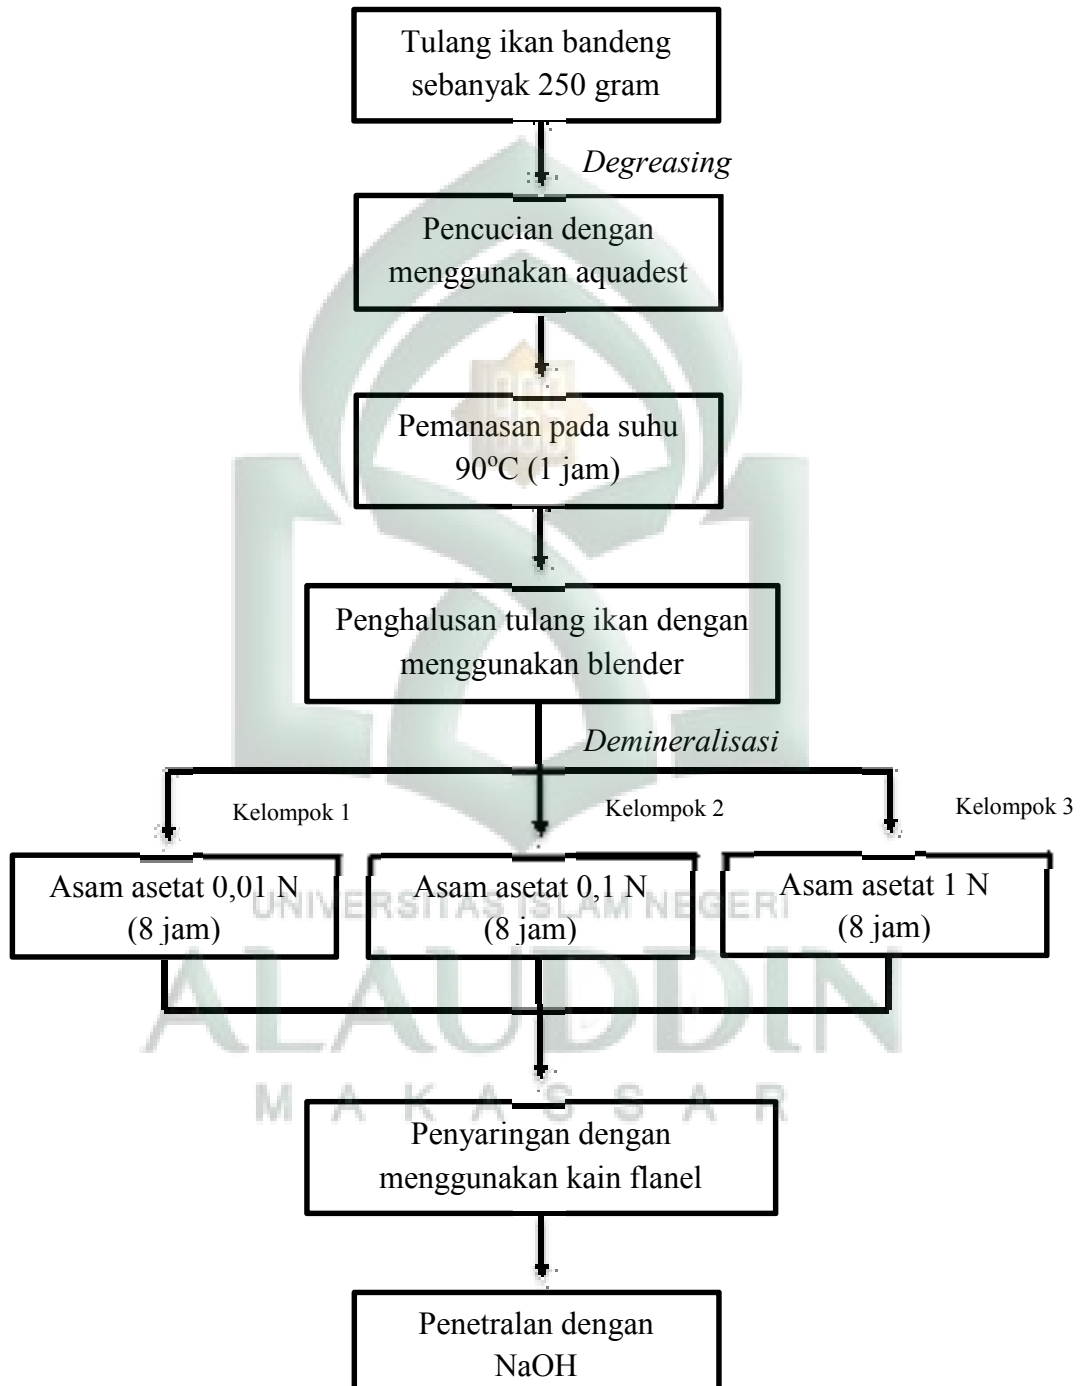 Tulang ikan bandeng
sebanyak 250 gram
Degreasing
Pencucian dengan
menggunakan aquadest
Pemanasan pada suhu
90°C (1 jam)
Penghalusan tulang ikan dengan
menggunakan blender
Demineralisasi
Kelompok 1
Kelompok 2
Kelompok 3
Asam asetat 0,01 N
(8 jam)
Asam asetat 0,1 N
(8 jam)
Asam asetat 1 N
(8 jam)
UNIVERSITAS ISLAM NEGERI
ALAUDDIN
MAKASSAR
Penyaringan dengan
menggunakan kain flanel
Penetralan dengan
NaOH